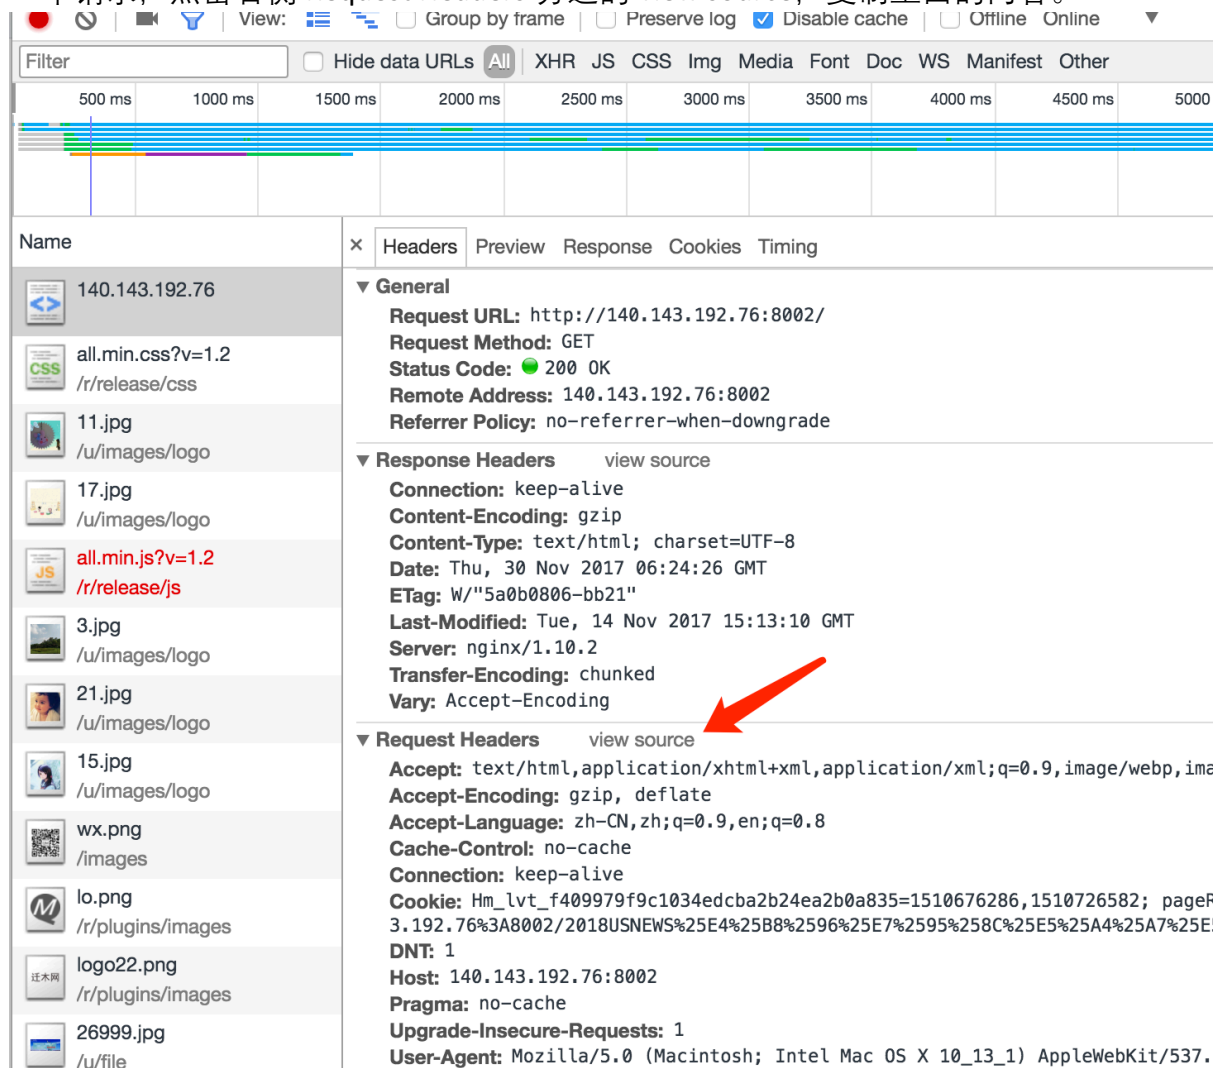 View: Group by frame Preserve log Disable cache Offline Online
Filter Hide data URLs All XHR JS CSS Img Media Font Doc WS Manifest Other
500 ms 1000 ms 1500 ms 2000 ms 2500 ms 3000 ms 3500 ms 4000 ms 4500 ms 5000
Name
140.143.192.76
all.min.css?v=1.2
/r/release/css
11.jpg
/u/images/logo
17.jpg
/u/images/logo
all.min.js?v=1.2
/r/release/js
3.jpg
/u/images/logo
21.jpg
/u/images/logo
15.jpg
/u/images/logo
wx.png
/images
lo.png
/r/plugins/images
迁木网
logo22.png
/r/plugins/images
26999.jpg
/u/file
× Headers Preview Response Cookies Timing
General
Request URL: http://140.143.192.76:8002/
Request Method: GET
Status Code: 200 OK
Remote Address: 140.143.192.76:8002
Referrer Policy: no-referrer-when-downgrade
Response Headers view source
Connection: keep-alive
Content-Encoding: gzip
Content-Type: text/html; charset=UTF-8
Date: Thu, 30 Nov 2017 06:24:26 GMT
ETag: W/"5a0b0806-bb21"
Last-Modified: Tue, 14 Nov 2017 15:13:10 GMT
Server: nginx/1.10.2
Transfer-Encoding: chunked
Vary: Accept-Encoding
Request Headers view source
Accept: text/html,application/xhtml+xml,application/xml;q=0.9,image/webp,ima
Accept-Encoding: gzip, deflate
Accept-Language: zh-CN,zh;q=0.9,en;q=0.8
Cache-Control: no-cache
Connection: keep-alive
Cookie: Hm_lvt_f409979f9c1034edcba2b24ea2b0a835=1510676286,1510726582; pageR
3.192.76%3A8002/2018USNEWS%25E4%25B8%2596%25E7%2595%258C%25E5%25A4%25A7%25E5
DNT: 1
Host: 140.143.192.76:8002
Pragma: no-cache
Upgrade-Insecure-Requests: 1
User-Agent: Mozilla/5.0 (Macintosh; Intel Mac OS X 10_13_1) AppleWebKit/537.